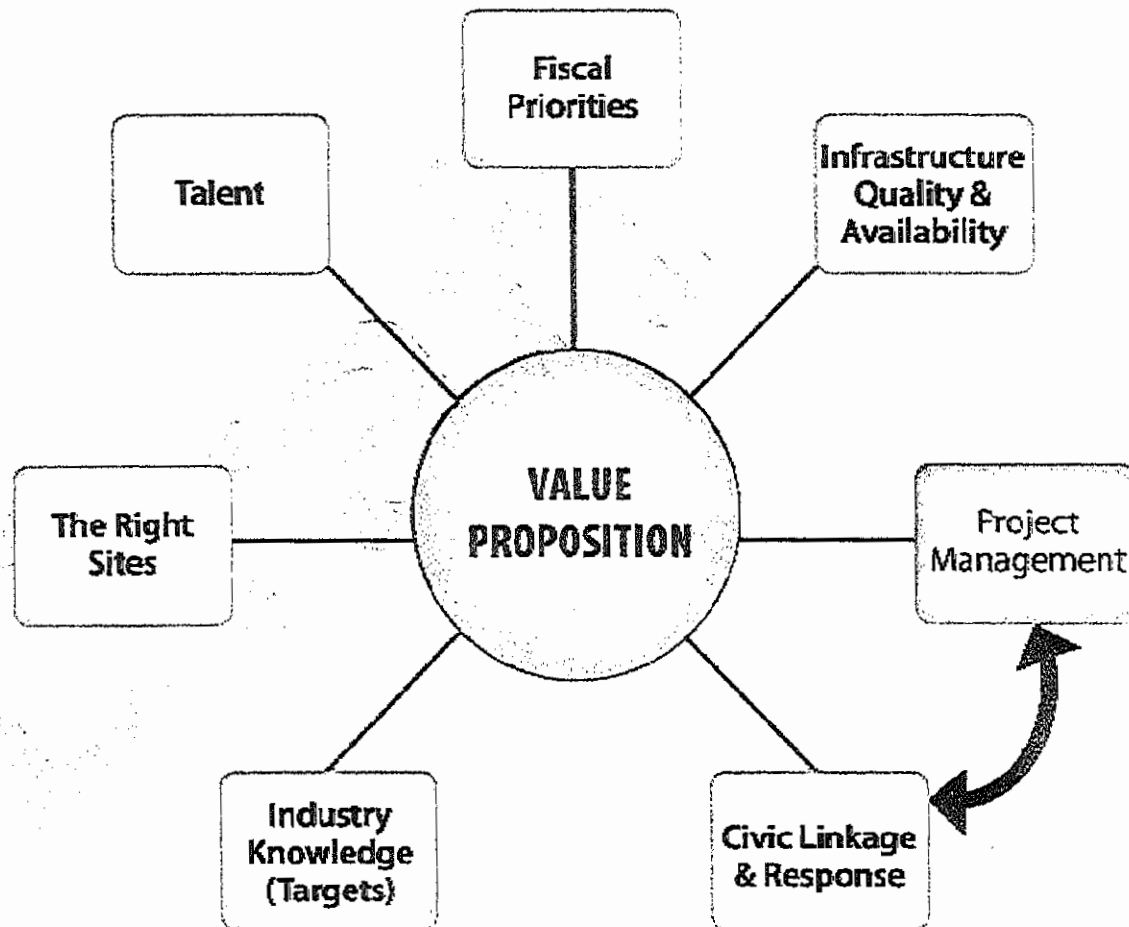 Fiscal
Priorities
Talent
Infrastructure
Quality &
Availability
VALUE
PROPOSITION
The Right
Sites
Project
Management
Industry
Knowledge
(Targets)
Civic Linkage
& Response